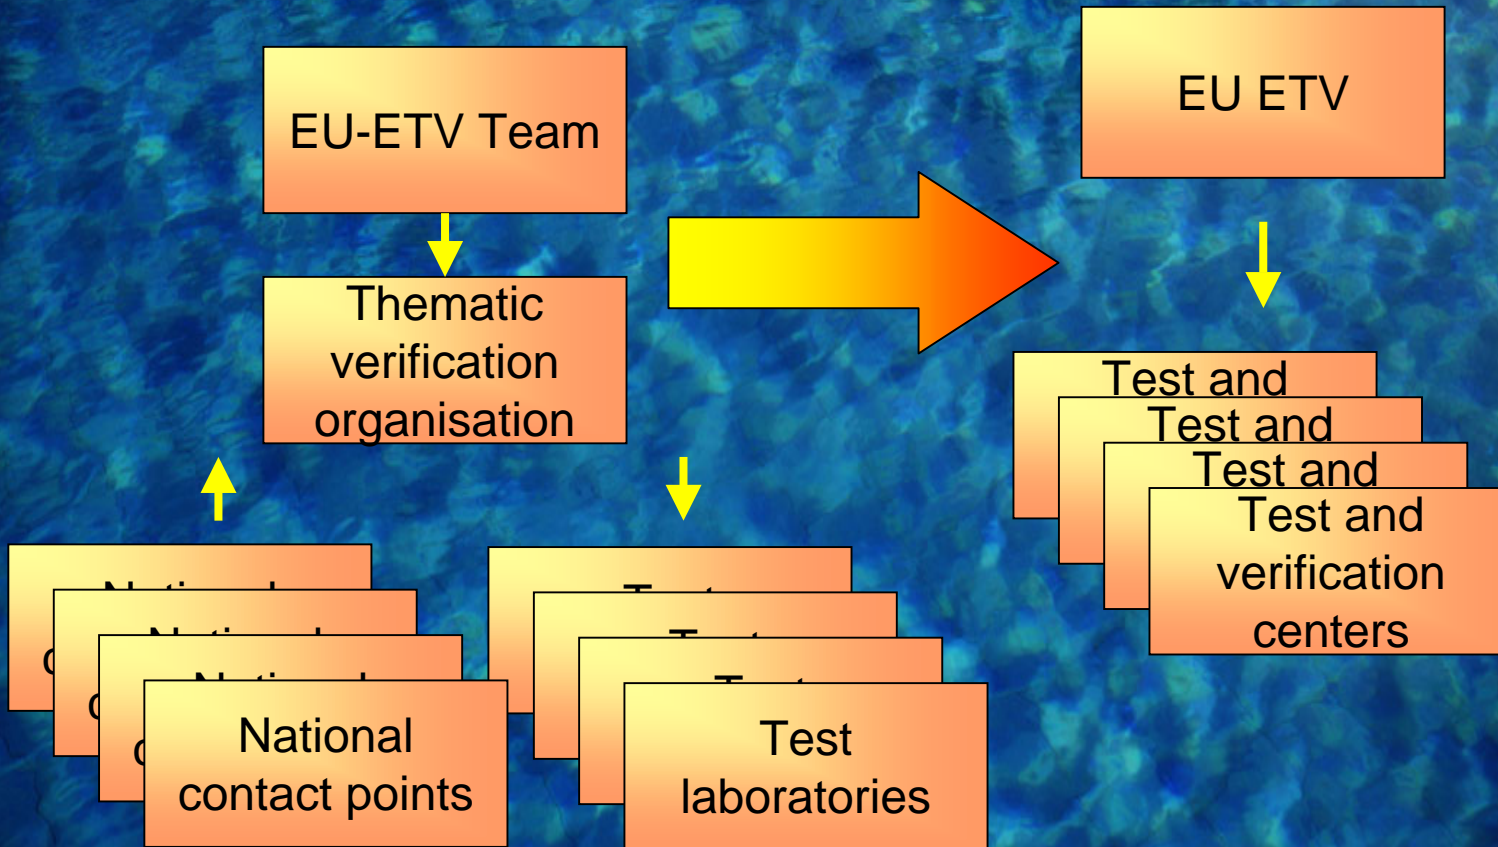 EU-ETV Team
Thematic
verification
organisation
National
contact points
Test
laboratories
EU ETV
Test and
Test and
Test and
Test and
verification
centers